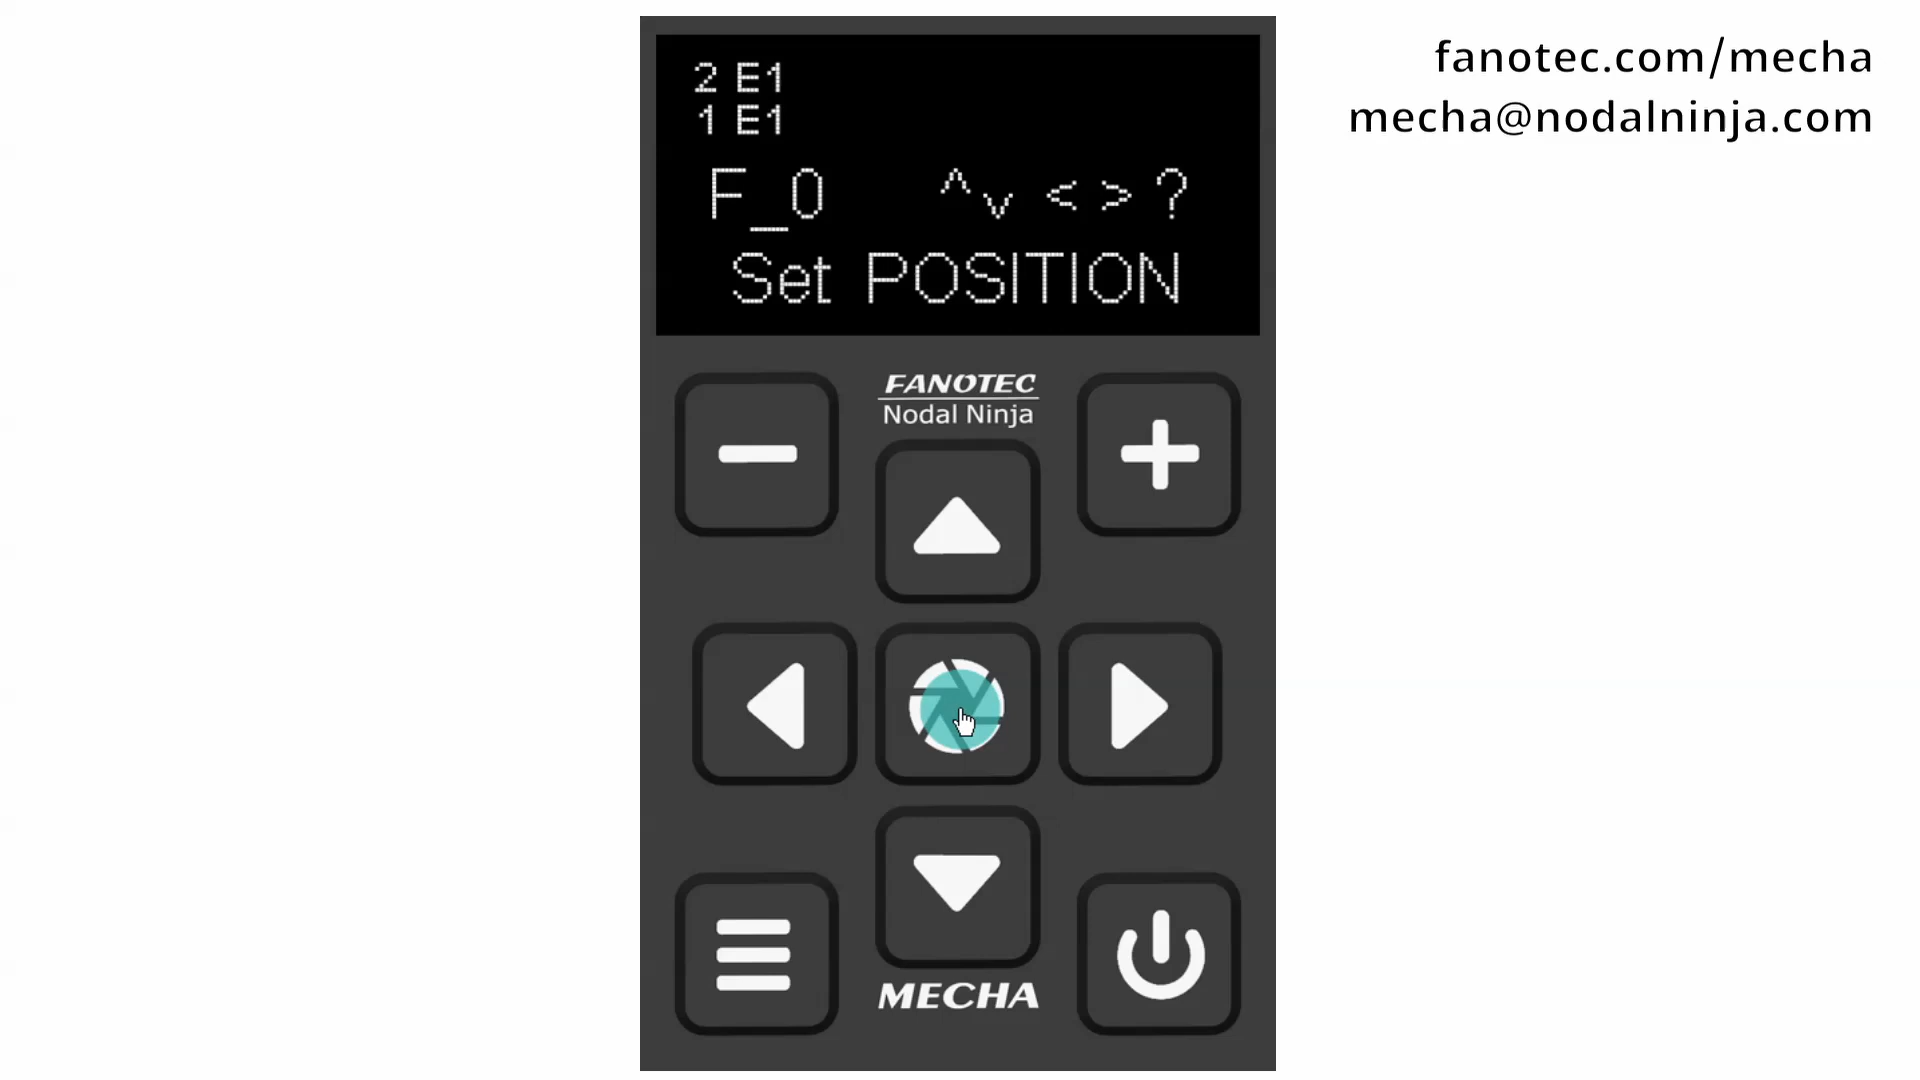 fanotec.com/mecha
mecha@nodalninja.com
2 E1
1 E1
F_0 ^v < > ?
Set POSITION
FANOTEC
Nodal Ninja
MECHA